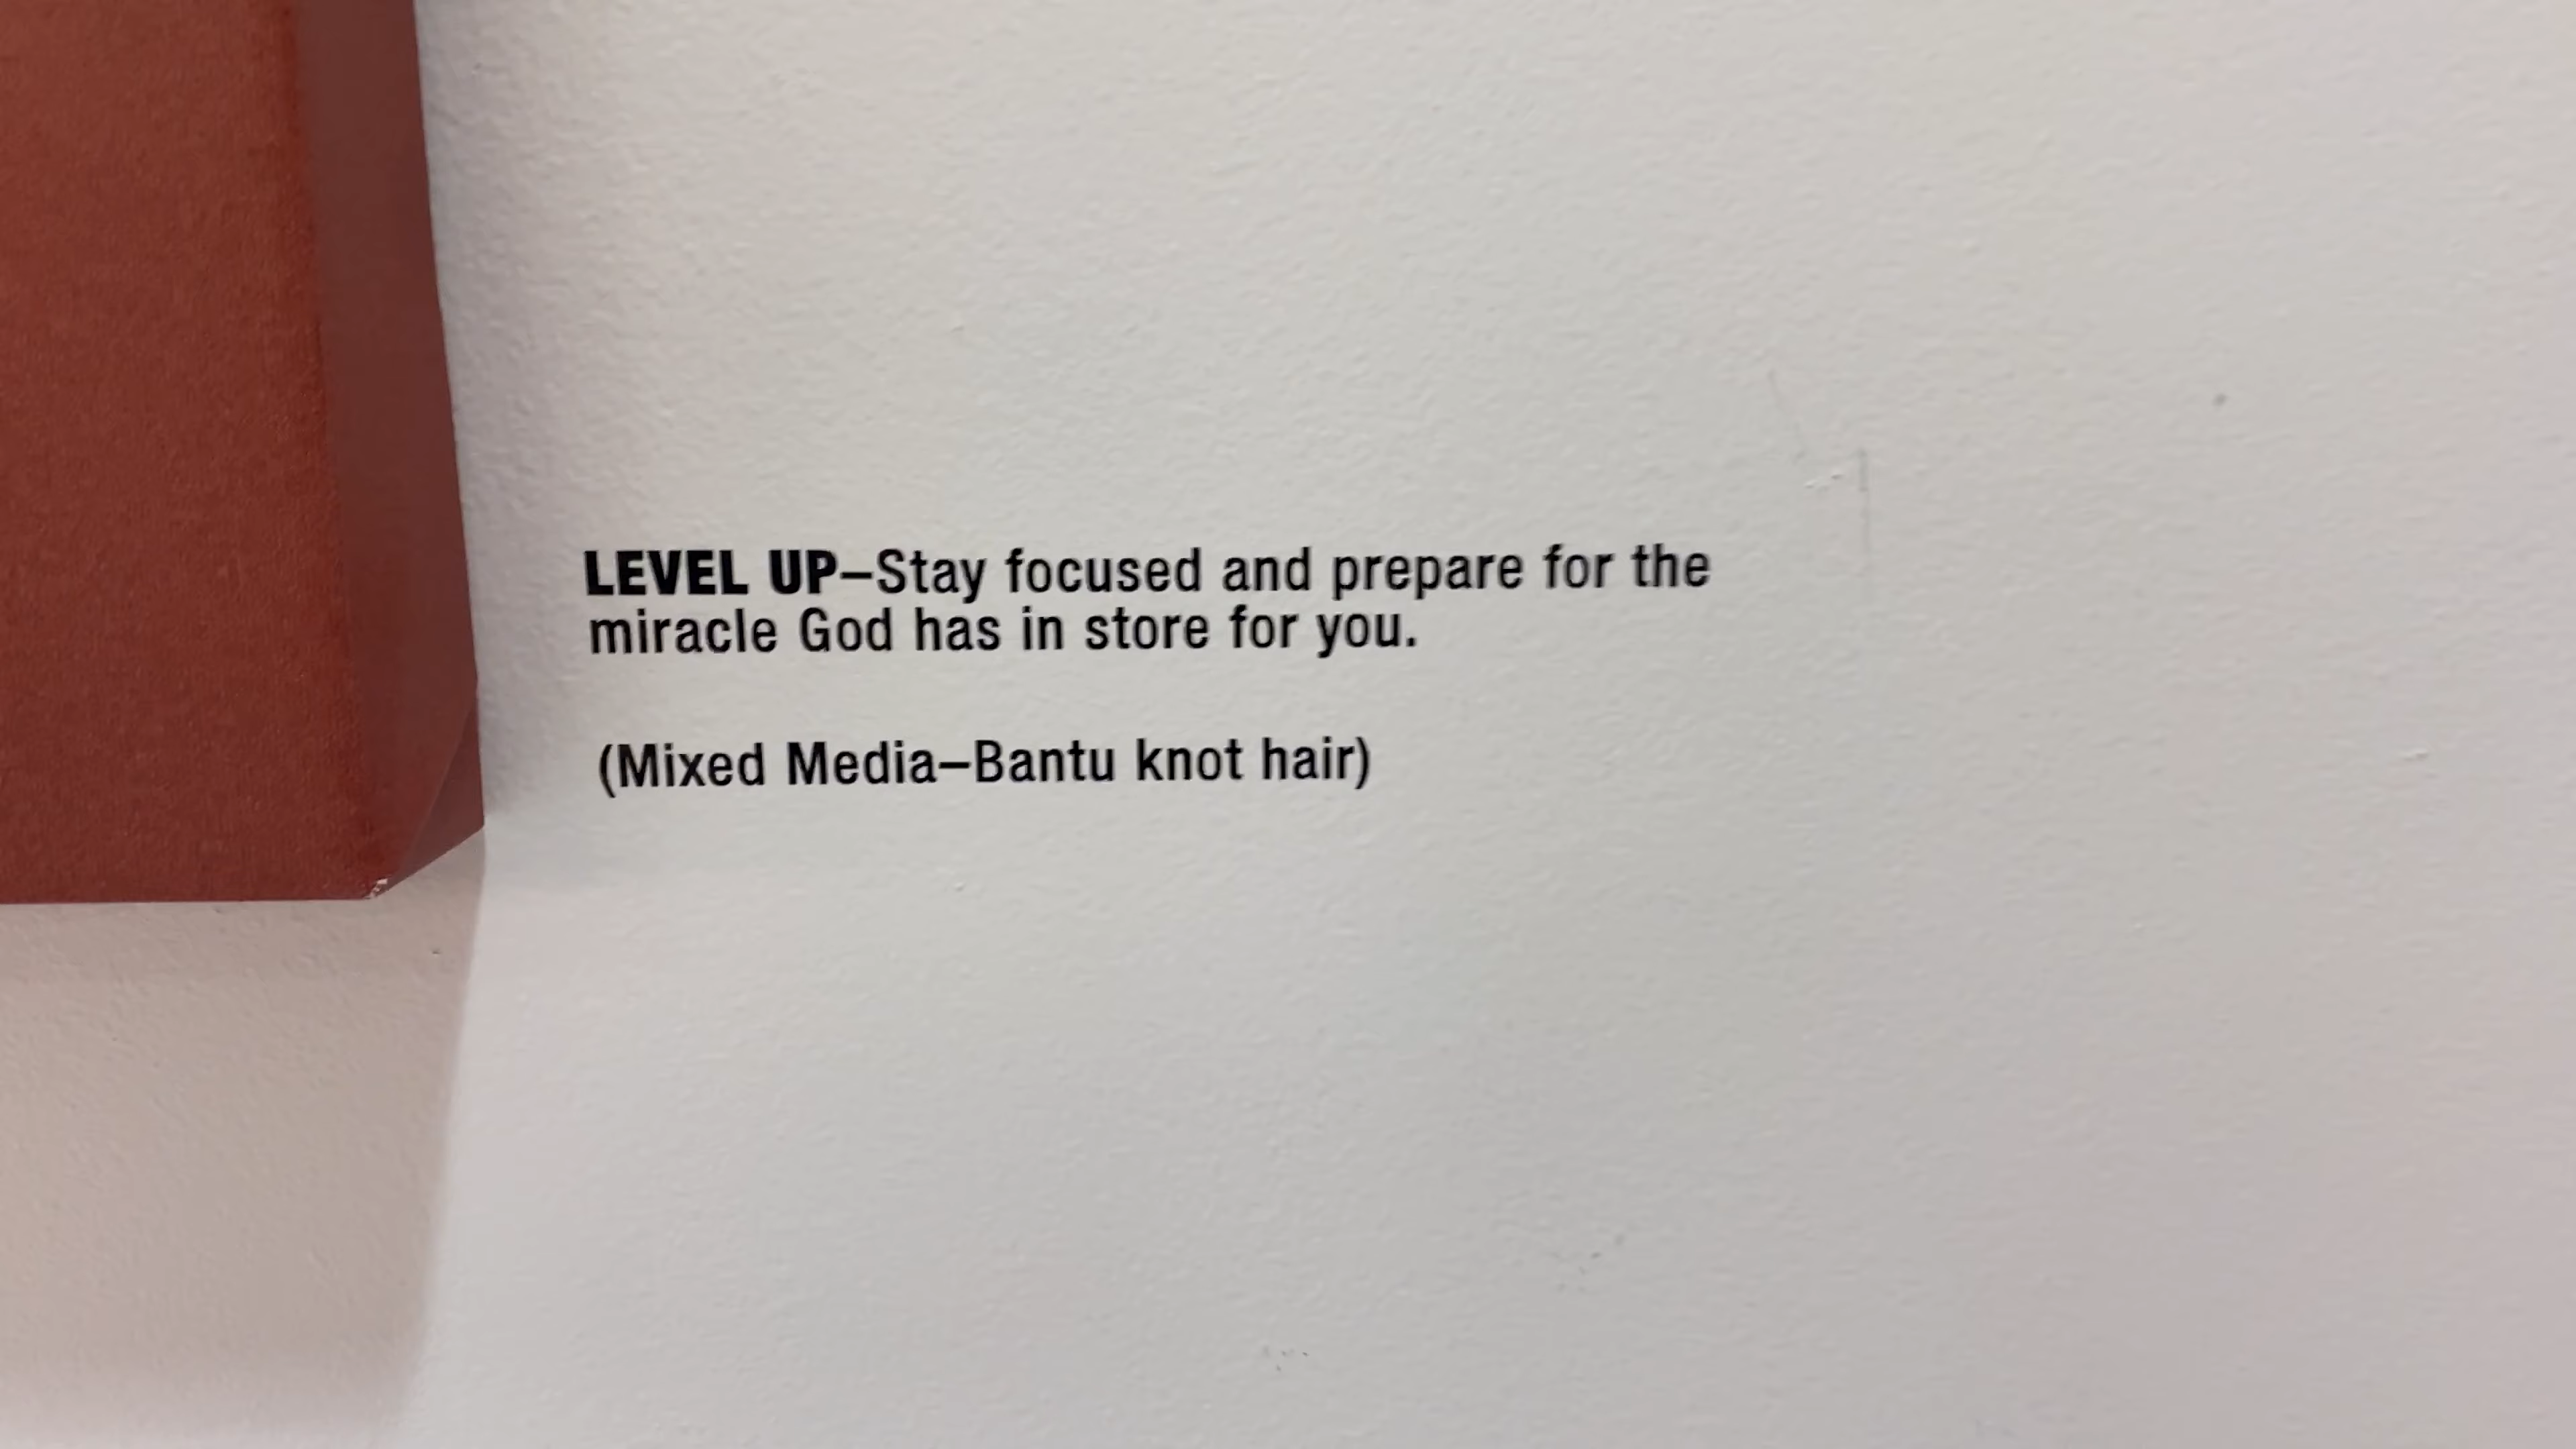 LEVEL UP–Stay focused and prepare for the
miracle God has in store for you.
(Mixed Media–Bantu knot hair)